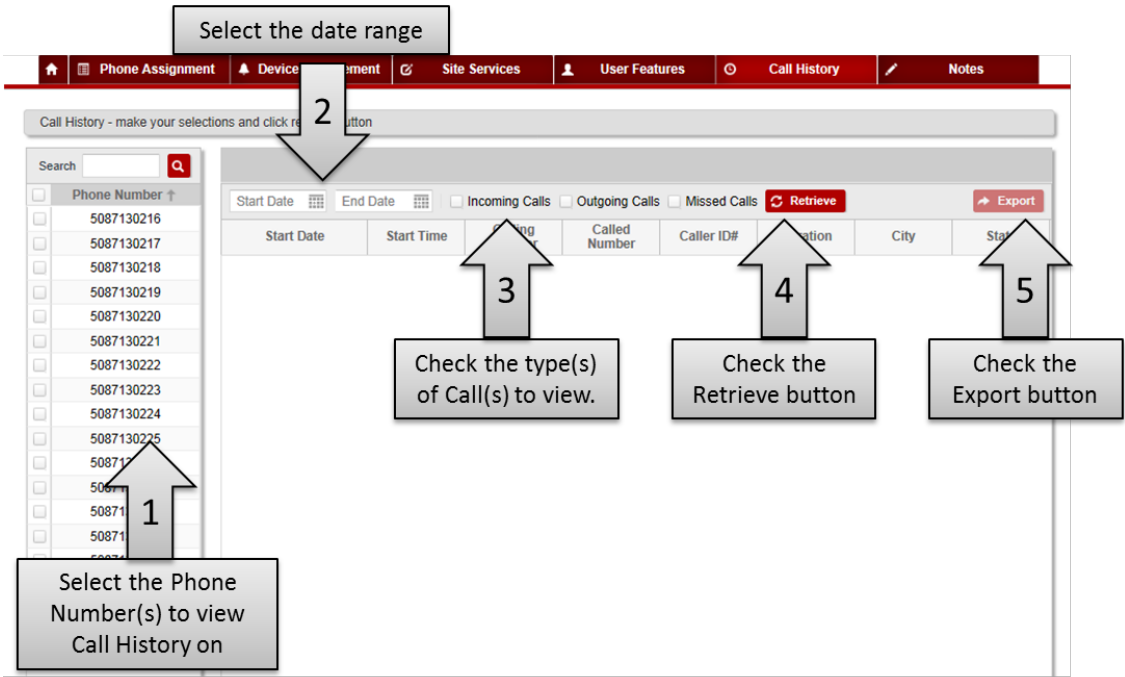 Select the date range
Phone Assignment
Device
ement
Site Services
User Features
Call History
Notes
2
Call History - make your selections and click re
utton
Search
Phone Number
Start Date
End Date
Incoming Calls
Outgoing Calls
Missed Calls
Retrieve
Export
Start Date
Start Time
Called
Number
Caller ID#
City
5087130216
5087130217
5087130218
5087130219
5087130220
5087130221
5087130222
5087130223
5087130224
5087130225
3
4
5
Check the type(s)
of Call(s) to view.
Check the
Retrieve button
Check the
Export button
1
Select the Phone
Number(s) to view
Call History on